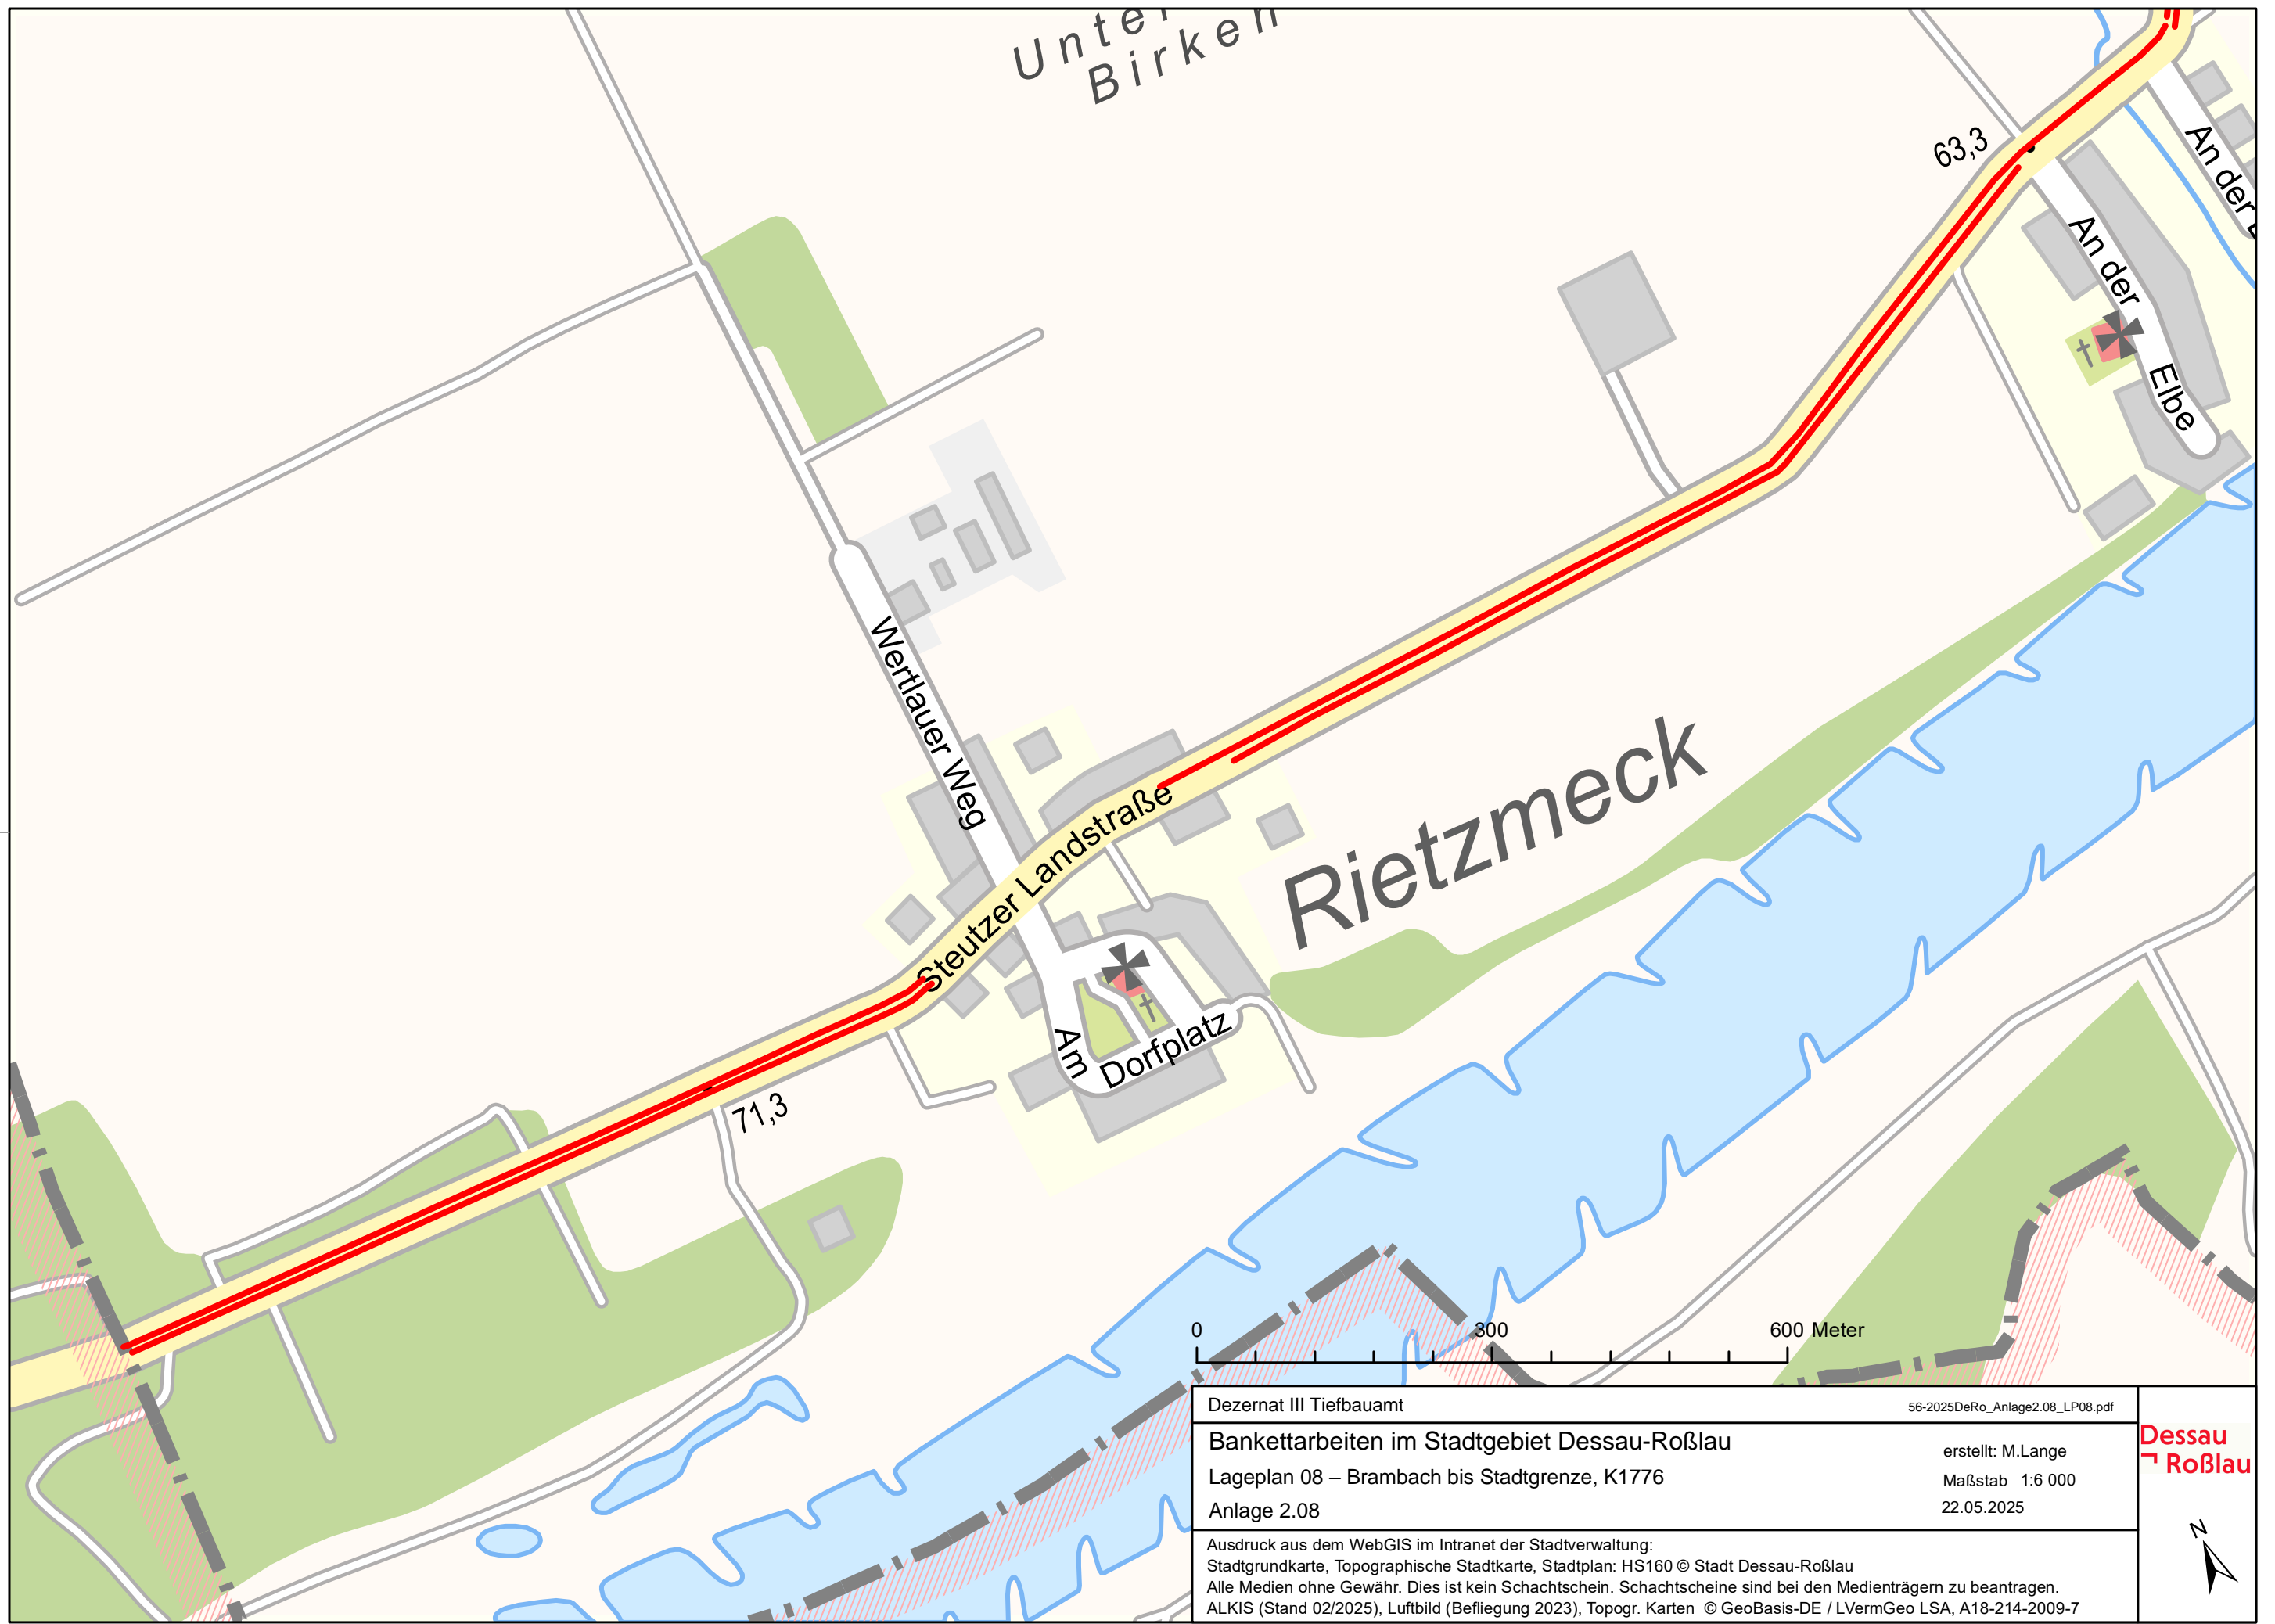 Unter
Birken
63,3
An der
An der
Elbe
Wertlauer Weg
Steutzer Landstraße
Rietzmeck
Am
Dorfplatz
71,3
0 300 600 Meter
Dezernat III Tiefbauamt
56-2025DeRo_Anlage2.08_LP08.pdf
Bankettarbeiten im Stadtgebiet Dessau-Roßlau
Lageplan 08 – Brambach bis Stadtgrenze, K1776
Anlage 2.08
erstellt: M.Lange
Maßstab 1:6 000
22.05.2025
Dessau
Roßlau
N
Ausdruck aus dem WebGIS im Intranet der Stadtverwaltung:
Stadtgrundkarte, Topographische Stadtkarte, Stadtplan: HS160 © Stadt Dessau-Roßlau
Alle Medien ohne Gewähr. Dies ist kein Schachtschein. Schachtscheine sind bei den Medienträgern zu beantragen.
ALKIS (Stand 02/2025), Luftbild (Befliegung 2023), Topogr. Karten © GeoBasis-DE / LVermGeo LSA, A18-214-2009-7